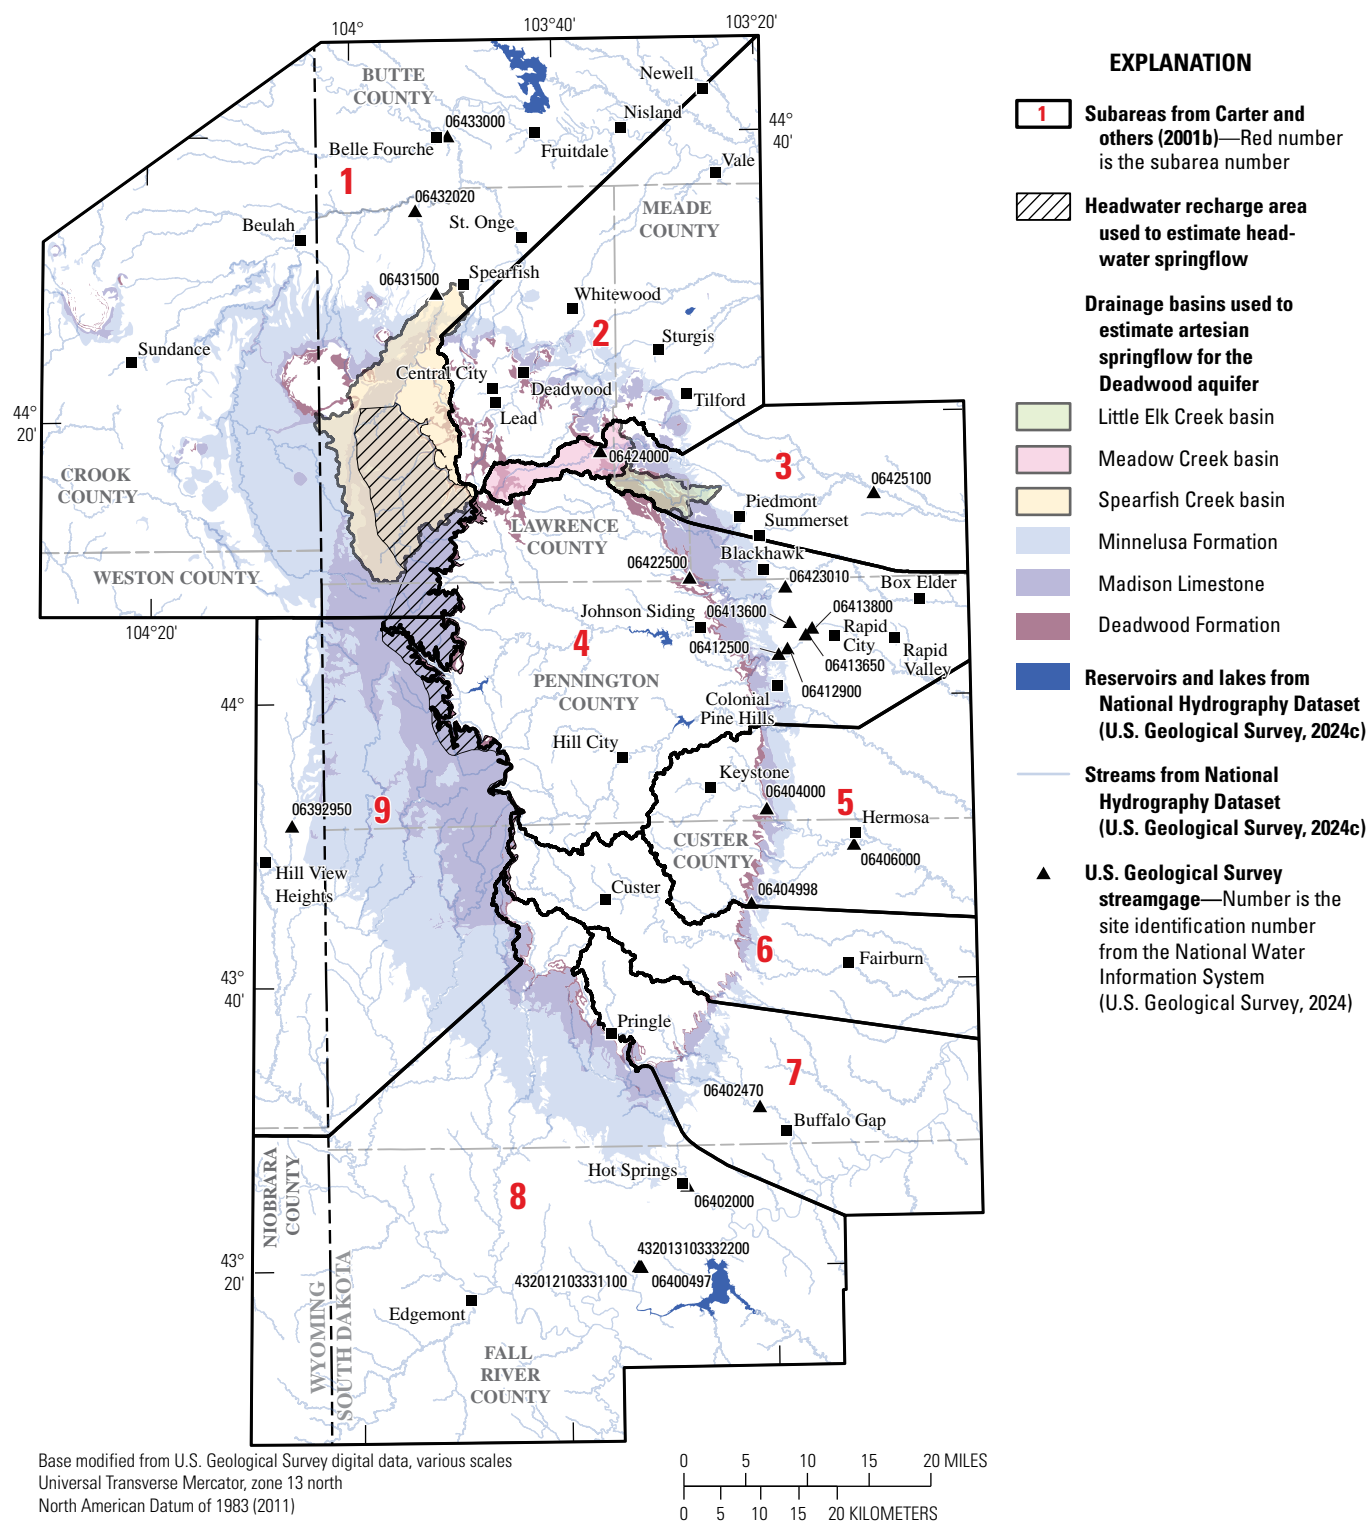 104°
103°40'
103°20'
BUTTE
COUNTY
Newell
06433000
Nisland
44°
40'
Belle Fourche
Fruitdale
Vale
1
06432020
MEADE
COUNTY
Beulah
St. Onge
06431500
Spearfish
Whitewood
2
Sturgis
Sundance
Central City
Deadwood
Tilford
Lead
44°
20'
06424000
3
CROOK
COUNTY
06425100
Piedmont
Summerset
LAWRENCE
COUNTY
Blackhawk
06422500
WESTON COUNTY
06423010
Box Elder
Johnson Siding
06413600
06413800
104°20'
4
Rapid
City
06412500
Rapid
Valley
06413650
PENNINGTON
COUNTY
06412900
44°
Colonial
Pine Hills
Hill City
Keystone
06404000
5
06392950
9
Hermosa
CUSTER
COUNTY
06406000
Hill View
Heights
Custer
06404998
6
Fairburn
43°
40'
Pringle
7
06402470
Buffalo Gap
NIOBRARA
COUNTY
Hot Springs
8
06402000
43°
20'
432013103332200
432012103331100
06400497
WYOMING
SOUTH DAKOTA
Edgemont
FALL
RIVER
COUNTY
EXPLANATION
1
Subareas from Carter and
others (2001b)—Red number
is the subarea number
Headwater recharge area
used to estimate head-
water springflow
Drainage basins used to
estimate artesian
springflow for the
Deadwood aquifer
Little Elk Creek basin
Meadow Creek basin
Spearfish Creek basin
Minnelusa Formation
Madison Limestone
Deadwood Formation
Reservoirs and lakes from
National Hydrography Dataset
(U.S. Geological Survey, 2024c)
Streams from National
Hydrography Dataset
(U.S. Geological Survey, 2024c)
U.S. Geological Survey
streamgage—Number is the
site identification number
from the National Water
Information System
(U.S. Geological Survey, 2024)
Base modified from U.S. Geological Survey digital data, various scales
Universal Transverse Mercator, zone 13 north
North American Datum of 1983 (2011)
0 5 10 15 20 MILES
0 5 10 15 20 KILOMETERS